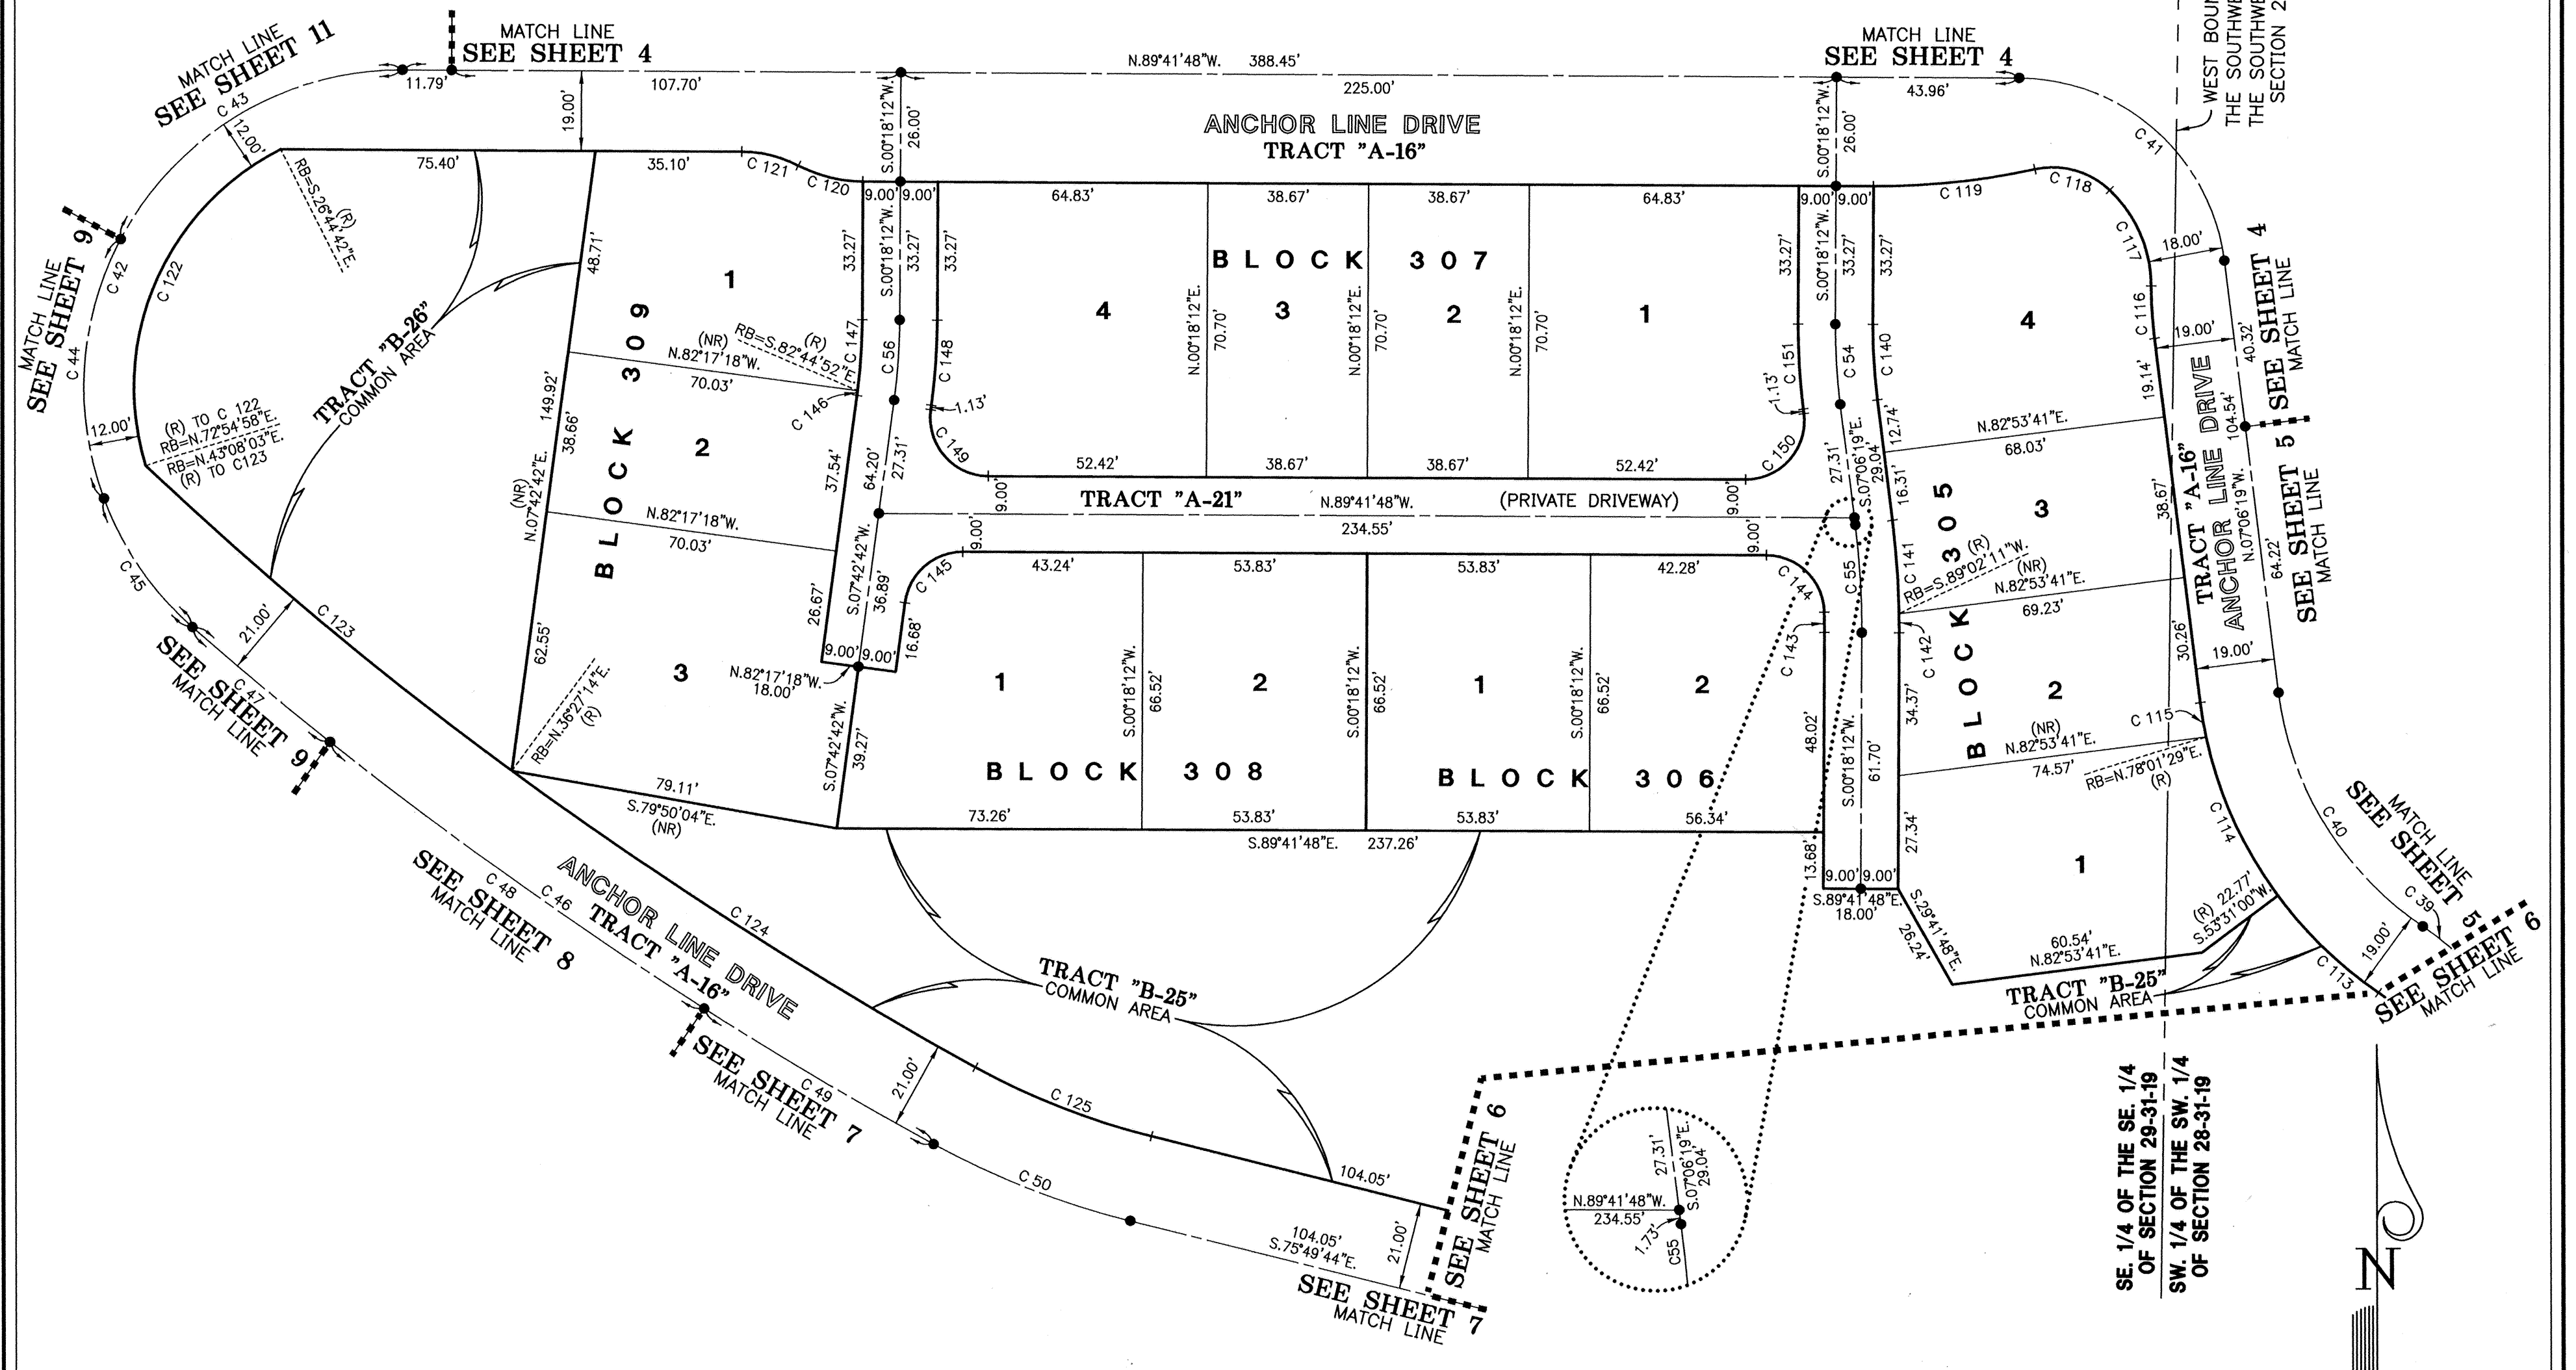 MATCH LINE
SEE SHEET 11
MATCH LINE
SEE SHEET 4
N.89°41'48"W. 388.45'
MATCH LINE
SEE SHEET 4
WEST BOUN
THE SOUTHWE
THE SOUTHWE
SECTION 2
11.79'
107.70'
225.00'
43.96'
C 43
12.00'
19.00'
S.00°18'12"W.
26.00'
ANCHOR LINE DRIVE
TRACT "A-16"
S.00°18'12"W.
26.00'
C 41
RB=S.26°44'42"E.
(R)
75.40'
35.10'
C 121
C 120
9.00'
9.00'
64.83'
38.67'
38.67'
64.83'
9.00'
9.00'
C 119
C 118
C 117
18.00'
SEE SHEET 4
MATCH LINE
MATCH LINE
SEE SHEET 9
C 42
C 122
C 44
48.71'
1
33.27'
S.00°18'12"W.
33.27'
33.27'
BLOCK 307
4
3
2
1
N.00°18'12"E.
70.70'
N.00°18'12"E.
70.70'
N.00°18'12"E.
70.70'
33.27'
S.00°18'12"W.
33.27'
33.27'
4
C 116
19.00'
40.32'
TRACT "B-26"
COMMON AREA
BLOCK 309
(NR)
N.82°17'18"W.
70.03'
RB=S.82°44'52"E.
(R)
C 147
C 146
C 56
C 148
1.13'
C 149
C 151
1.13'
C 150
C 54
C 140
12.74'
19.14'
N.82°53'41"E.
68.03'
104.54'
SEE SHEET 5
MATCH LINE
12.00'
(R) TO C 122
RB=N.72°54'58"E.
RB=N.43°08'03"E.
(R) TO C123
149.92'
38.66'
(NR)
N.07°42'42"E.
2
37.54'
64.20'
27.31'
52.42'
38.67'
38.67'
52.42'
9.00'
TRACT "A-21"
N.89°41'48"W.
(PRIVATE DRIVEWAY)
9.00'
234.55'
27.31'
S.07°06'19"E.
29.04'
16.31'
BLOCK 305
3
38.67'
TRACT "A-16"
ANCHOR LINE DRIVE
N.07°06'19"W.
64.22'
C 45
N.82°17'18"W.
70.03'
26.67'
S.07°42'42"W.
36.89'
16.68'
C 145
9.00'
9.00'
43.24'
53.83'
53.83'
42.28'
C 144
C 55
C 141
(R)
RB=S.89°02'11"W.
(NR)
N.82°53'41"E.
69.23'
C 143
C 142
30.26'
19.00'
21.00'
C 123
62.55'
3
RB=N.36°27'14"E.
(R)
9.00'
9.00'
N.82°17'18"W.
18.00'
S.07°42'42"W.
39.27'
1
2
1
2
S.00°18'12"W.
66.52'
S.00°18'12"W.
66.52'
S.00°18'12"W.
66.52'
48.02'
S.00°18'12"W.
61.70'
34.37'
2
C 115
(NR)
N.82°53'41"E.
74.57'
RB=N.78°01'29"E.
(R)
SEE SHEET 9
MATCH LINE
C 47
79.11'
S.79°50'04"E.
(NR)
BLOCK 308
BLOCK 306
73.26'
53.83'
53.83'
56.34'
S.89°41'48"E. 237.26'
13.68'
27.34'
1
C 114
C 40
MATCH LINE
SEE SHEET 5
C 39
9.00'
9.00'
S.89°41'48"E.
18.00'
S.29°41'48"E.
26.24'
60.54'
N.82°53'41"E.
(R) 22.77'
S.53°31'00"W.
19.00'
C 113
SEE SHEET 6
MATCH LINE
C 48
C 46
ANCHOR LINE DRIVE
TRACT "A-16"
C 124
SEE SHEET 8
MATCH LINE
TRACT "B-25"
COMMON AREA
TRACT "B-25"
COMMON AREA
SEE SHEET 7
MATCH LINE
C 49
21.00'
C 125
C 50
104.05'
104.05'
S.75°49'44"E.
21.00'
SEE SHEET 6
MATCH LINE
SEE SHEET 7
MATCH LINE
27.31'
S.07°06'19"E.
29.04'
N.89°41'48"W.
234.55'
1.73'
C55
SE. 1/4 OF THE SE. 1/4
OF SECTION 29-31-19
SW. 1/4 OF THE SW. 1/4
OF SECTION 28-31-19
N